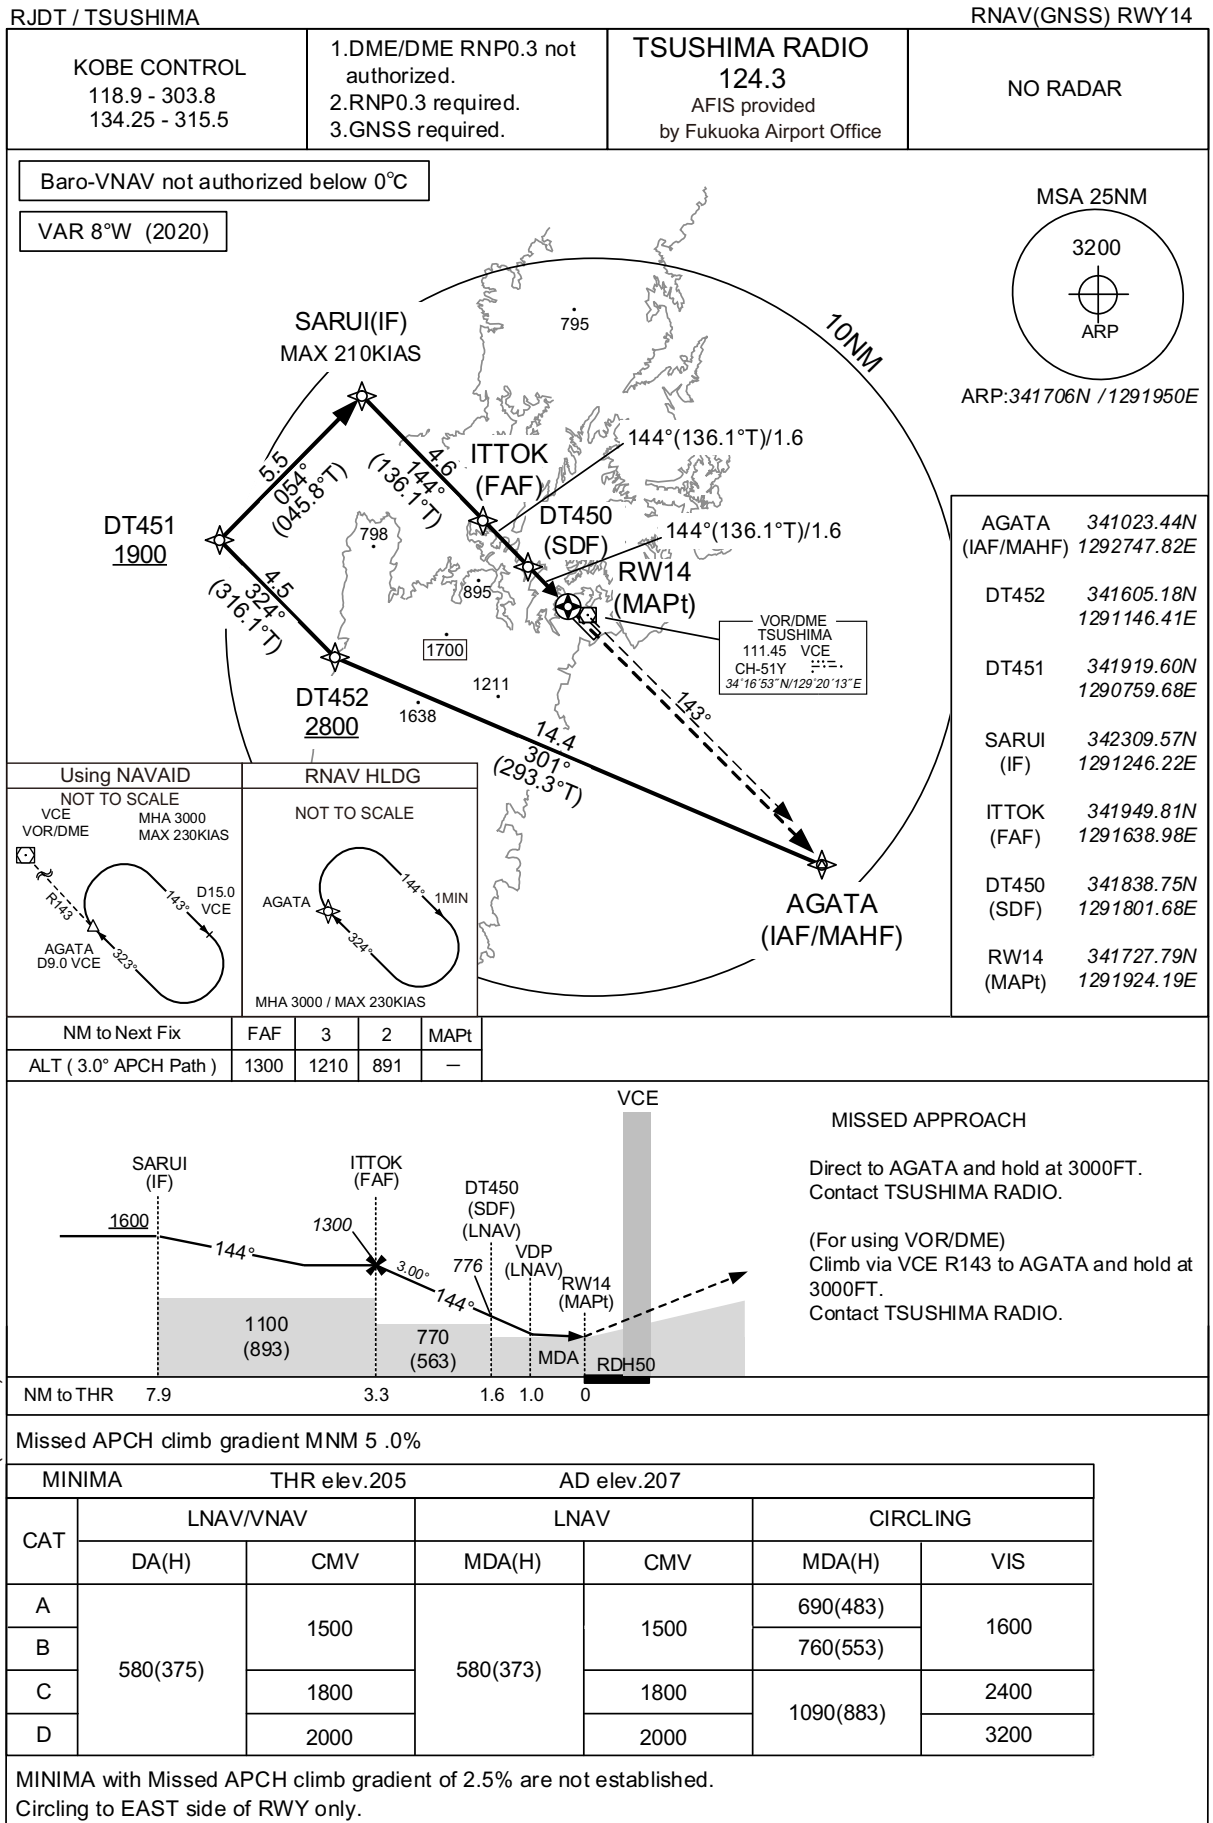 RJDT / TSUSHIMA
RNAV(GNSS) RWY14
KOBE CONTROL
118.9 - 303.8
134.25 - 315.5
1.DME/DME RNP0.3 not
authorized.
2.RNP0.3 required.
3.GNSS required.
TSUSHIMA RADIO
124.3
AFIS provided
by Fukuoka Airport Office
NO RADAR
Baro-VNAV not authorized below 0°C
VAR 8°W (2020)
MSA 25NM
3200
ARP
ARP:341706N /1291950E
10NM
795
SARUI(IF)
MAX 210KIAS
5.5
054°
(045.8°T)
4.6
144°
(136.1°T)
ITTOK
(FAF)
144°(136.1°T)/1.6
DT450
(SDF)
144°(136.1°T)/1.6
RW14
(MAPt)
DT451
1900
798
895
4.5
324°
(316.1°T)
1700
1211
1638
VOR/DME
TSUSHIMA
111.45 VCE
CH-51Y
34°16′53″N/129°20′13″E
DT452
2800
143°
14.4
301°
(293.3°T)
AGATA
(IAF/MAHF)
AGATA 341023.44N
(IAF/MAHF) 1292747.82E
DT452 341605.18N
1291146.41E
DT451 341919.60N
1290759.68E
SARUI 342309.57N
(IF) 1291246.22E
ITTOK 341949.81N
(FAF) 1291638.98E
DT450 341838.75N
(SDF) 1291801.68E
RW14 341727.79N
(MAPt) 1291924.19E
Using NAVAID
NOT TO SCALE
VCE
VOR/DME
MHA 3000
MAX 230KIAS
R143
143°
D15.0
VCE
AGATA
D9.0 VCE
323°
RNAV HLDG
NOT TO SCALE
AGATA
144°
1MIN
324°
MHA 3000 / MAX 230KIAS
NM to Next Fix FAF 3 2 MAPt
ALT ( 3.0° APCH Path ) 1300 1210 891 —
VCE
SARUI
(IF)
ITTOK
(FAF)
DT450
(SDF)
(LNAV)
VDP
(LNAV)
RW14
(MAPt)
1600
144°
1300
3.00°
144°
776
1100
(893)
770
(563)
MDA
RDH50
NM to THR 7.9 3.3 1.6 1.0 0
MISSED APPROACH
Direct to AGATA and hold at 3000FT.
Contact TSUSHIMA RADIO.
(For using VOR/DME)
Climb via VCE R143 to AGATA and hold at
3000FT.
Contact TSUSHIMA RADIO.
Missed APCH climb gradient MNM 5 .0%
MINIMA THR elev.205 AD elev.207
CAT LNAV/VNAV LNAV CIRCLING
DA(H) CMV MDA(H) CMV MDA(H) VIS
A 580(375) 1500 580(373) 1500 690(483) 1600
B 760(553)
C 1800 1800 1090(883) 2400
D 2000 2000 3200
MINIMA with Missed APCH climb gradient of 2.5% are not established.
Circling to EAST side of RWY only.